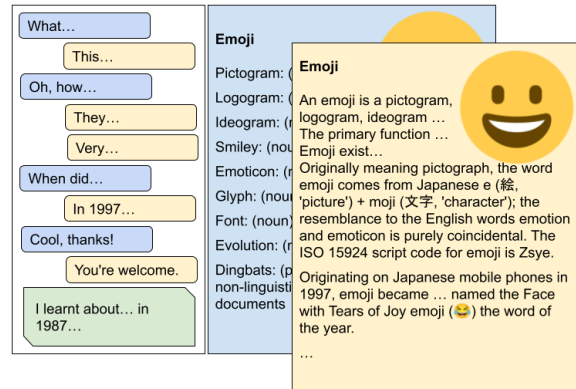 What…
This…
Oh, how…
They…
Very…
When did…
In 1997…
Cool, thanks!
You're welcome.
I learnt about… in
1987…
Emoji
Pictogram: (
Logogram: (
Ideogram: (
Smiley: (nou
Emoticon: (
Glyph: (noun
Font: (noun)
Evolution: (
Dingbats: (p
non-linguisti
documents
Emoji
An emoji is a pictogram,
logogram, ideogram …
The primary function …
Emoji exist…
Originally meaning pictograph, the word
emoji comes from Japanese e (絵,
'picture') + moji (文字, 'character'); the
resemblance to the English words emotion
and emoticon is purely coincidental. The
ISO 15924 script code for emoji is Zsye.
Originating on Japanese mobile phones in
1997, emoji became … named the Face
with Tears of Joy emoji (😂) the word of
the year.
…